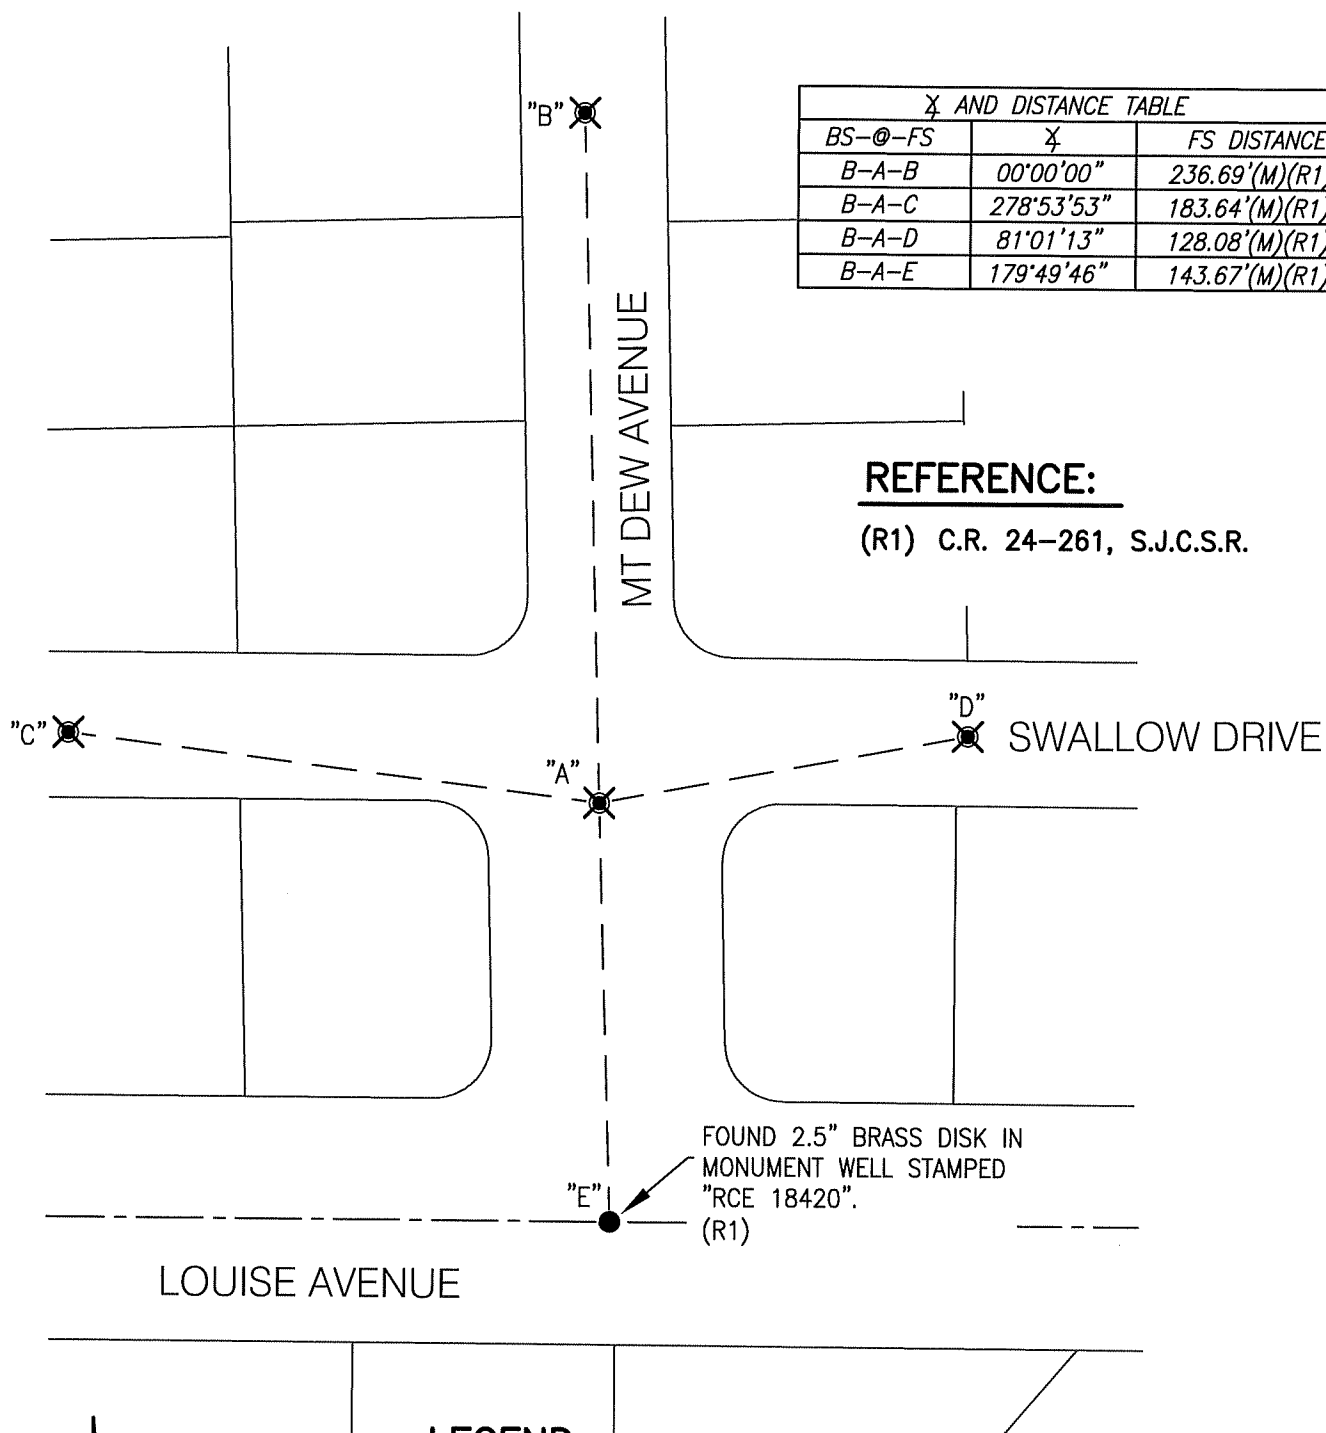 "B"
∡ AND DISTANCE TABLE
BS-@-FS ∡ FS DISTANCE
B-A-B 00°00'00" 236.69'(M)(R1)
B-A-C 278°53'53" 183.64'(M)(R1)
B-A-D 81°01'13" 128.08'(M)(R1)
B-A-E 179°49'46" 143.67'(M)(R1)
MT DEW AVENUE
REFERENCE:
(R1) C.R. 24-261, S.J.C.S.R.
"C"
"A"
"D"
SWALLOW DRIVE
FOUND 2.5" BRASS DISK IN
MONUMENT WELL STAMPED
"RCE 18420".
(R1)
"E"
LOUISE AVENUE
LEGEND